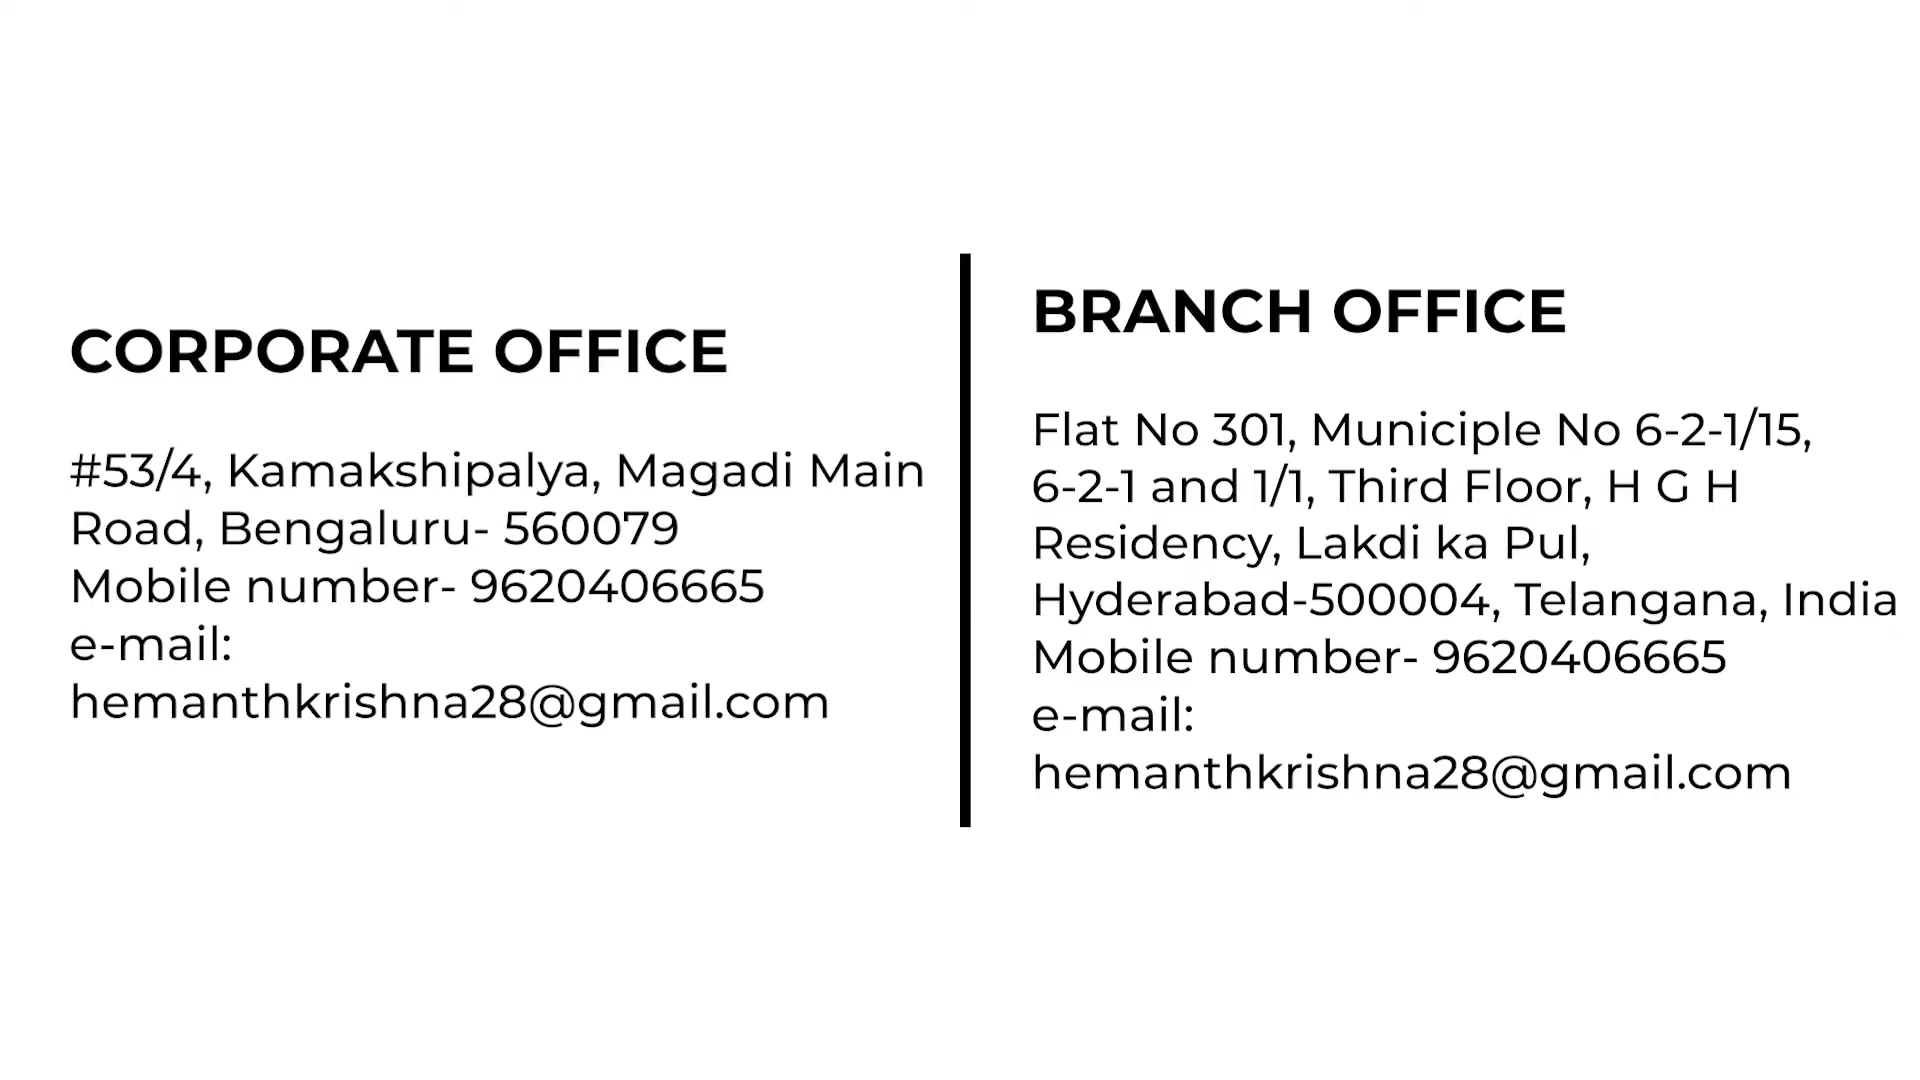 CORPORATE OFFICE
#53/4, Kamakshipalya, Magadi Main
Road, Bengaluru- 560079
Mobile number- 9620406665
e-mail:
hemanthkrishna28@gmail.com
BRANCH OFFICE
Flat No 301, Municiple No 6-2-1/15,
6-2-1 and 1/1, Third Floor, H G H
Residency, Lakdi ka Pul,
Hyderabad-500004, Telangana, India
Mobile number- 9620406665
e-mail:
hemanthkrishna28@gmail.com